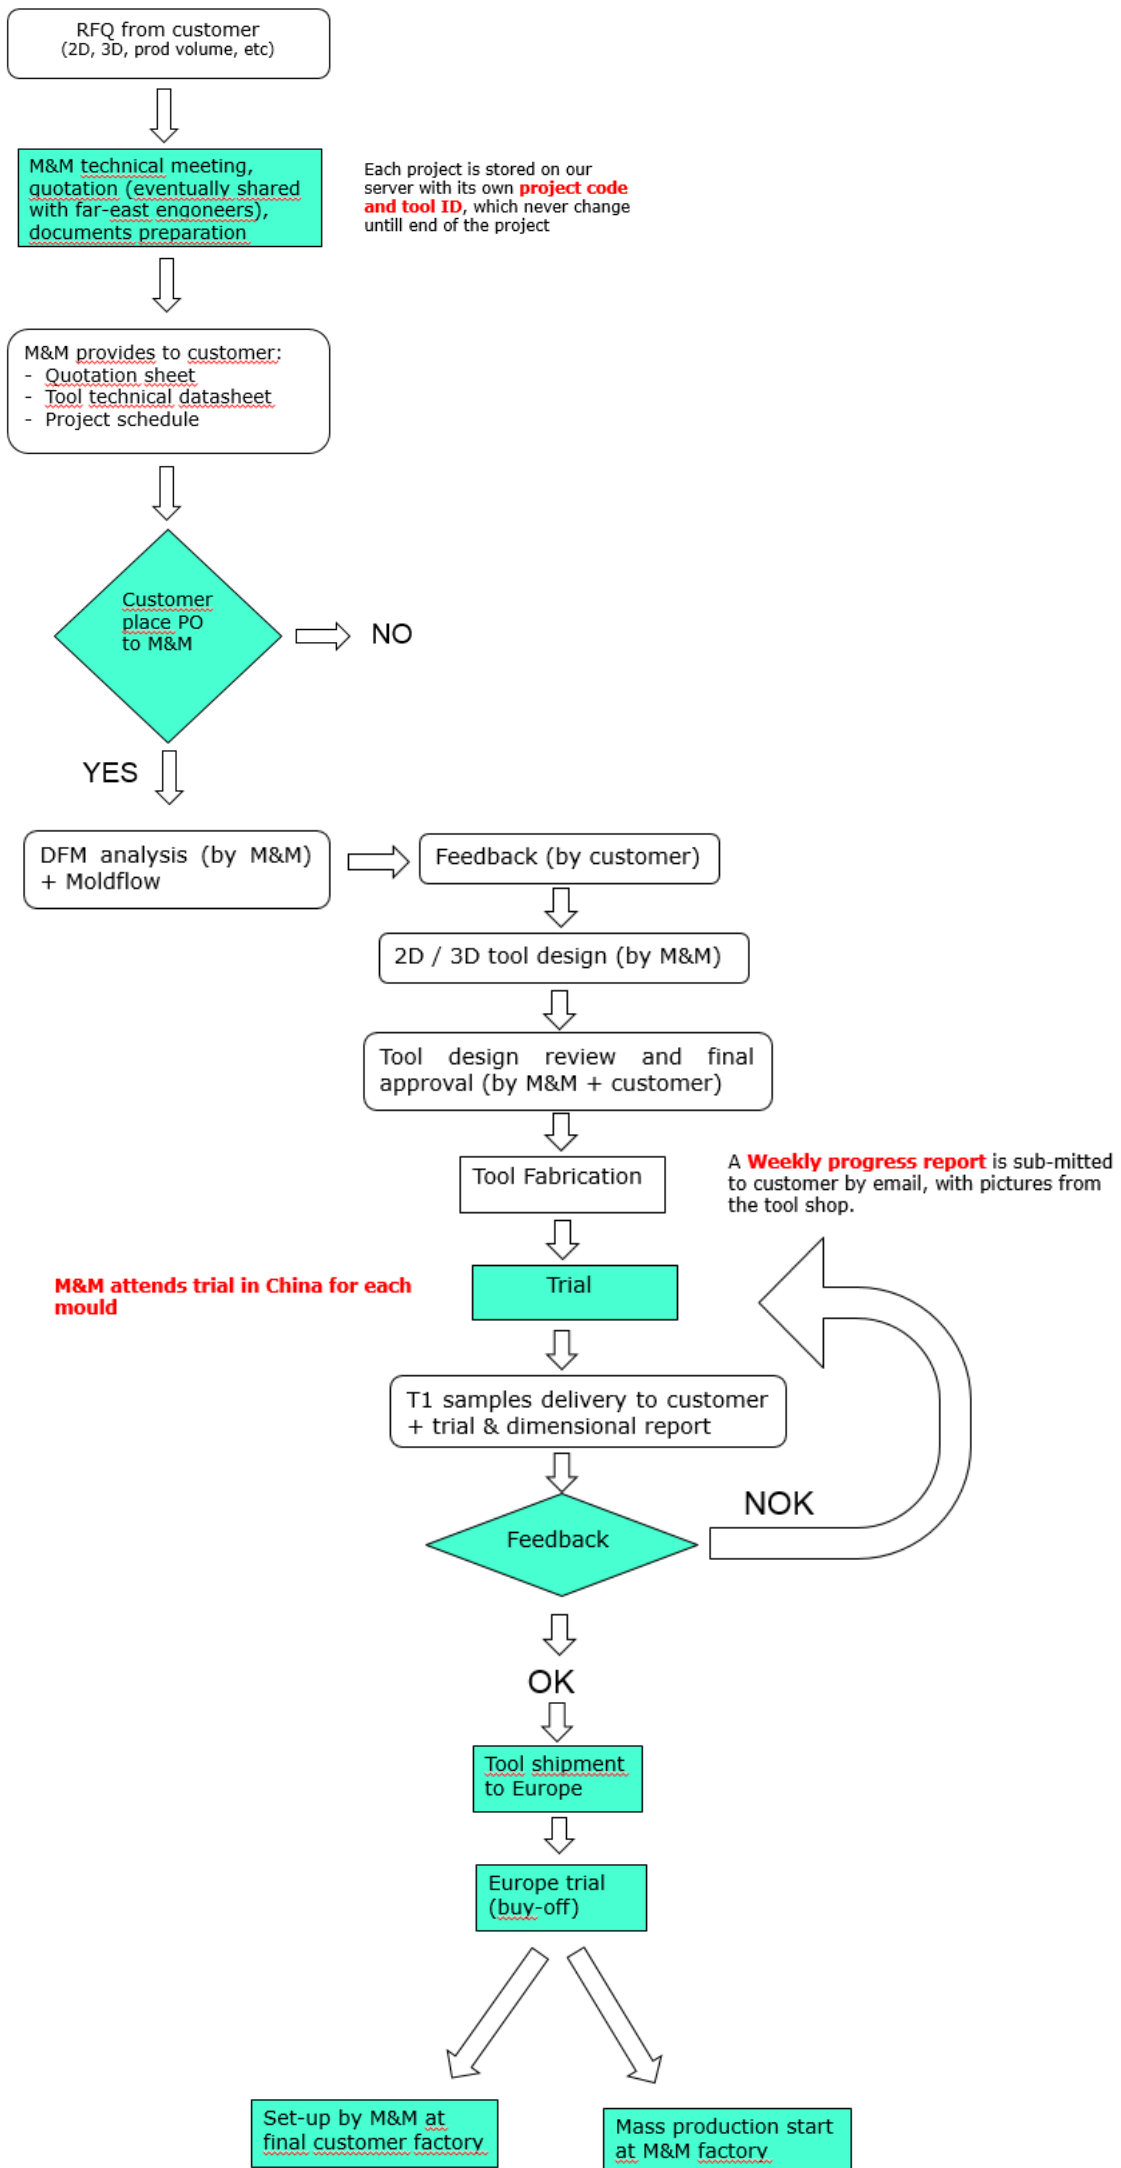 RFQ from customer
(2D, 3D, prod volume, etc)
M&M technical meeting,
quotation (eventually shared
with far-east engoneers),
documents preparation
Each project is stored on our
server with its own project code
and tool ID, which never change
untill end of the project
M&M provides to customer:
- Quotation sheet
- Tool technical datasheet
- Project schedule
Customer
place PO
to M&M
NO
YES
DFM analysis (by M&M)
+ Moldflow
Feedback (by customer)
2D / 3D tool design (by M&M)
Tool design review and final
approval (by M&M + customer)
Tool Fabrication
A Weekly progress report is sub-mitted
to customer by email, with pictures from
the tool shop.
M&M attends trial in China for each
mould
Trial
T1 samples delivery to customer
+ trial & dimensional report
NOK
Feedback
OK
Tool shipment
to Europe
Europe trial
(buy-off)
Set-up by M&M at
final customer factory
Mass production start
at M&M factory